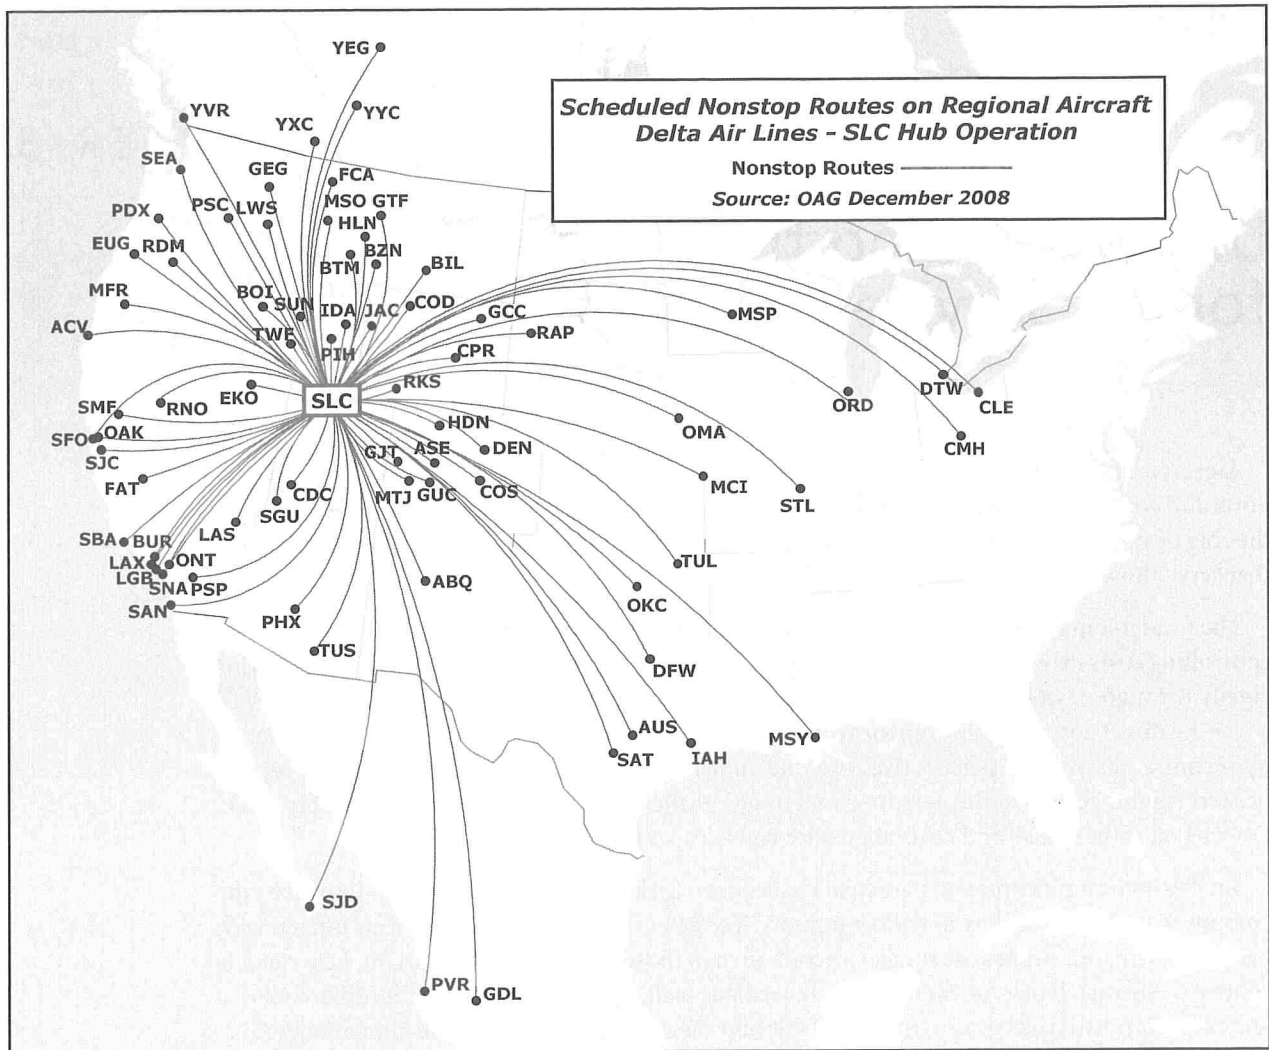 Scheduled Nonstop Routes on Regional Aircraft
Delta Air Lines - SLC Hub Operation
Nonstop Routes
Source: OAG December 2008
YEG
YYC
YVR
YXC
SEA
GEG
FCA
PDX
PSC
LWS
MSO
GTF
HLN
EUG
RDM
BZN
BTM
BIL
MFR
BOI
SUN
IDA
JAC
COD
GCC
MSP
ACV
TWF
PIH
RAP
CPR
RKS
DTW
CLE
ORD
EKO
SLC
SMF
RNO
HDN
OMA
CMH
SFO
OAK
SJC
GJT
ASE
DEN
FAT
CDC
MTJ
GUC
COS
MCI
STL
SGU
LAS
SBA
BUR
LAX
ONT
LGB
SNA
PSP
ABQ
TUL
OKC
SAN
PHX
TUS
DFW
AUS
MSY
SAT
IAH
SJD
PVR
GDL